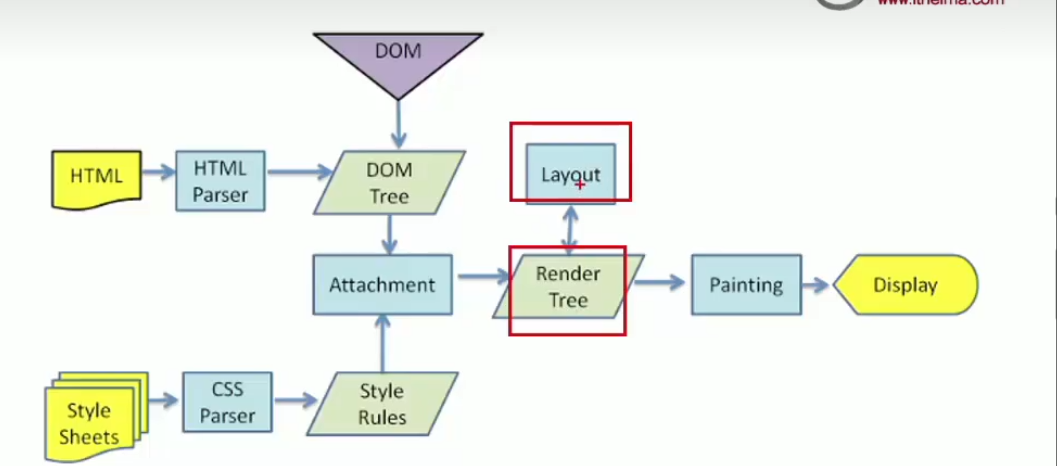 www.itheima.com
DOM
HTML
HTML
Parser
DOM
Tree
Layout
Attachment
Render
Tree
Painting
Display
Style
Sheets
CSS
Parser
Style
Rules